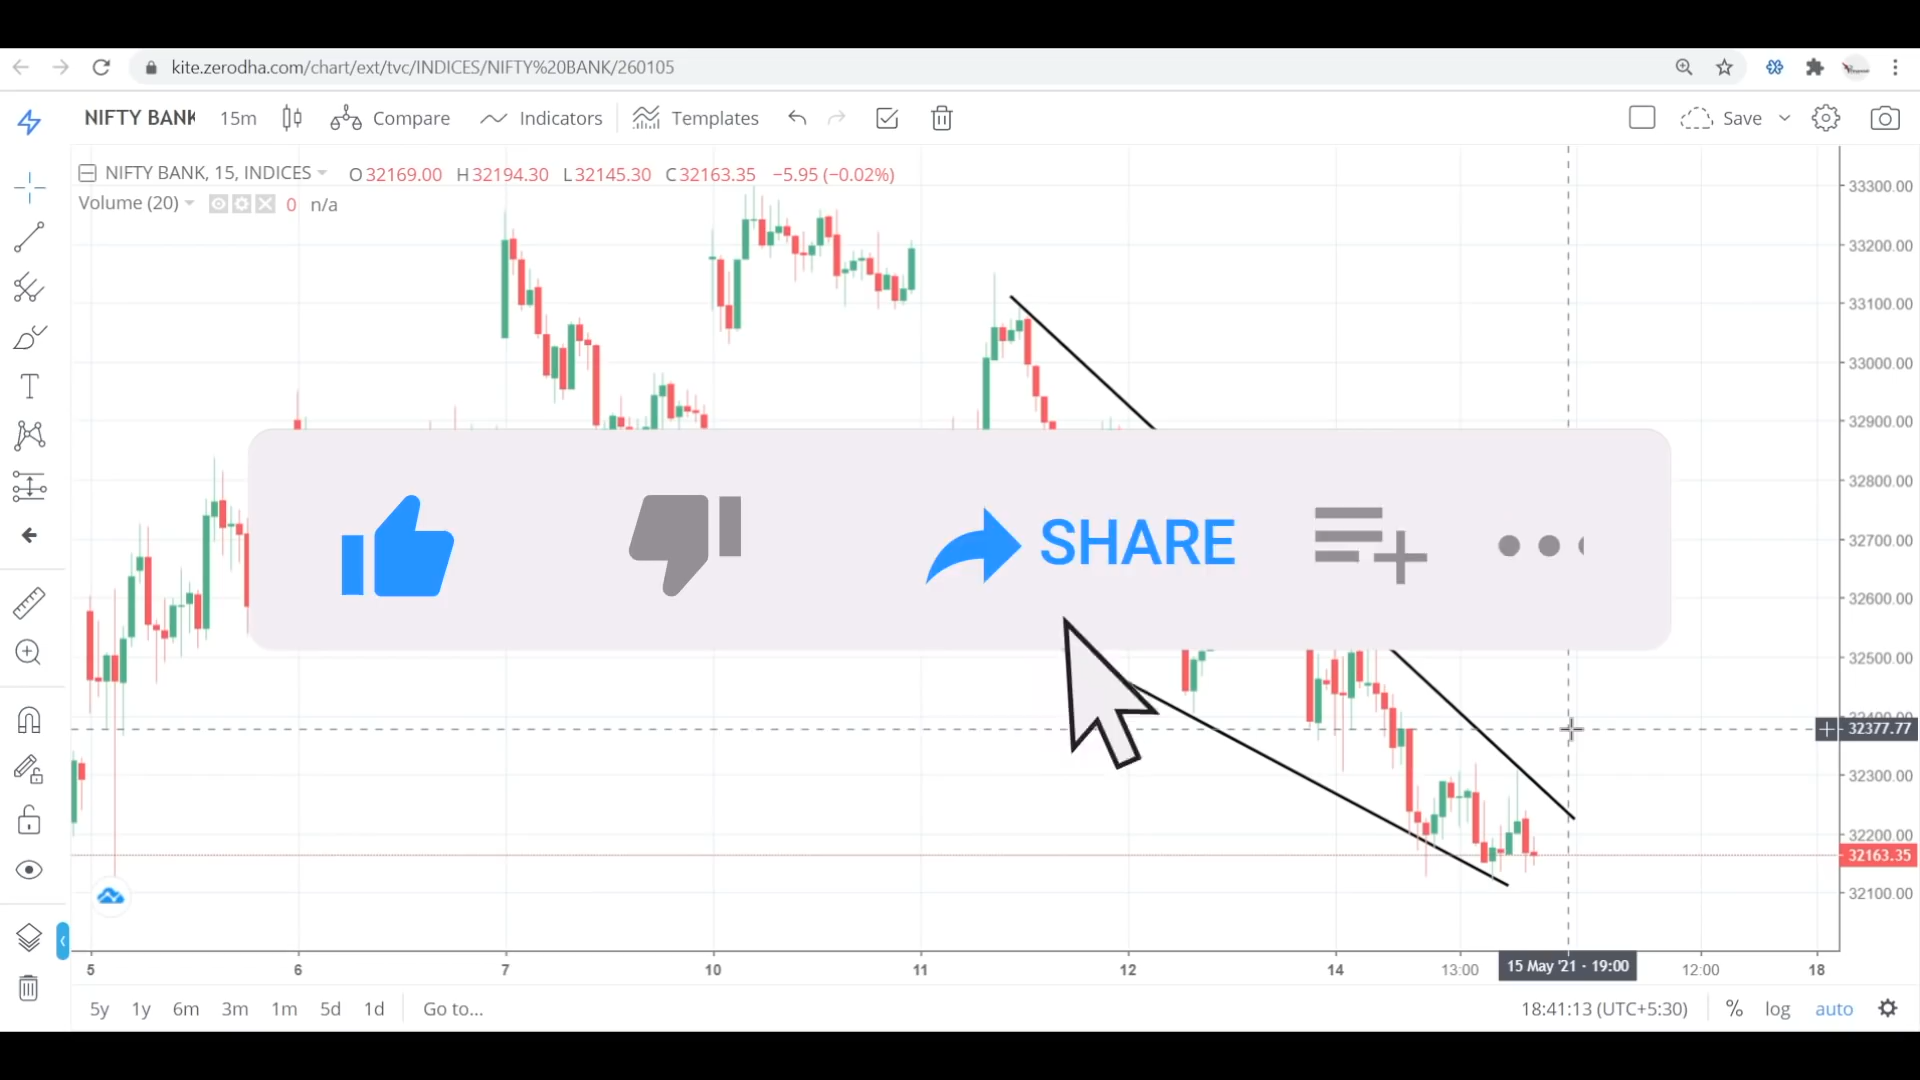 kite.zerodha.com/chart/ext/tvc/INDICES/NIFTY%20BANK/260105
NIFTY BANK 15m Compare Indicators Templates Save
NIFTY BANK, 15, INDICES O32169.00 H32194.30 L32145.30 C32163.35 −5.95 (−0.02%)
Volume (20) 0 n/a
33300.00
33200.00
33100.00
33000.00
32900.00
32800.00
32700.00
32600.00
32500.00
32377.77
32300.00
32200.00
32163.35
32100.00
SHARE
5 6 7 10 11 12 14 13:00 15 May '21 - 19:00 12:00 18
5y 1y 6m 3m 1m 5d 1d Go to... 18:41:13 (UTC+5:30) % log auto